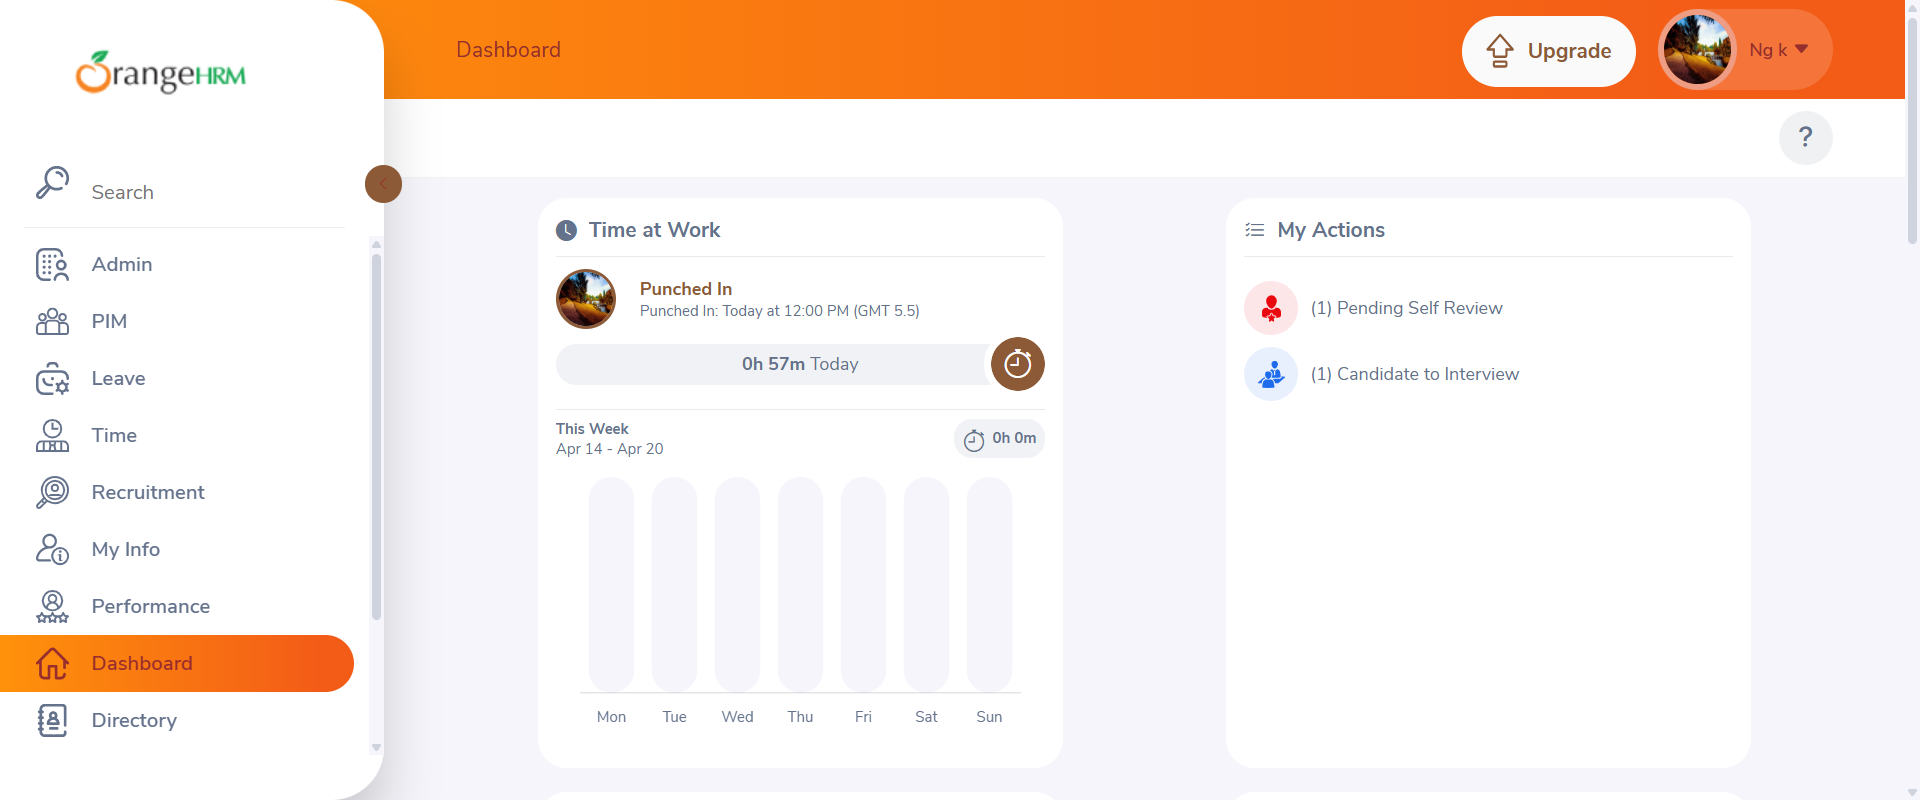 OrangeHRM
Search
Admin
PIM
Leave
Time
Recruitment
My Info
Performance
Dashboard
Directory
Dashboard
Upgrade
Ng k
?
Time at Work
Punched In
Punched In: Today at 12:00 PM (GMT 5.5)
0h 57m Today
This Week
Apr 14 - Apr 20
0h 0m
Mon Tue Wed Thu Fri Sat Sun
My Actions
(1) Pending Self Review
(1) Candidate to Interview